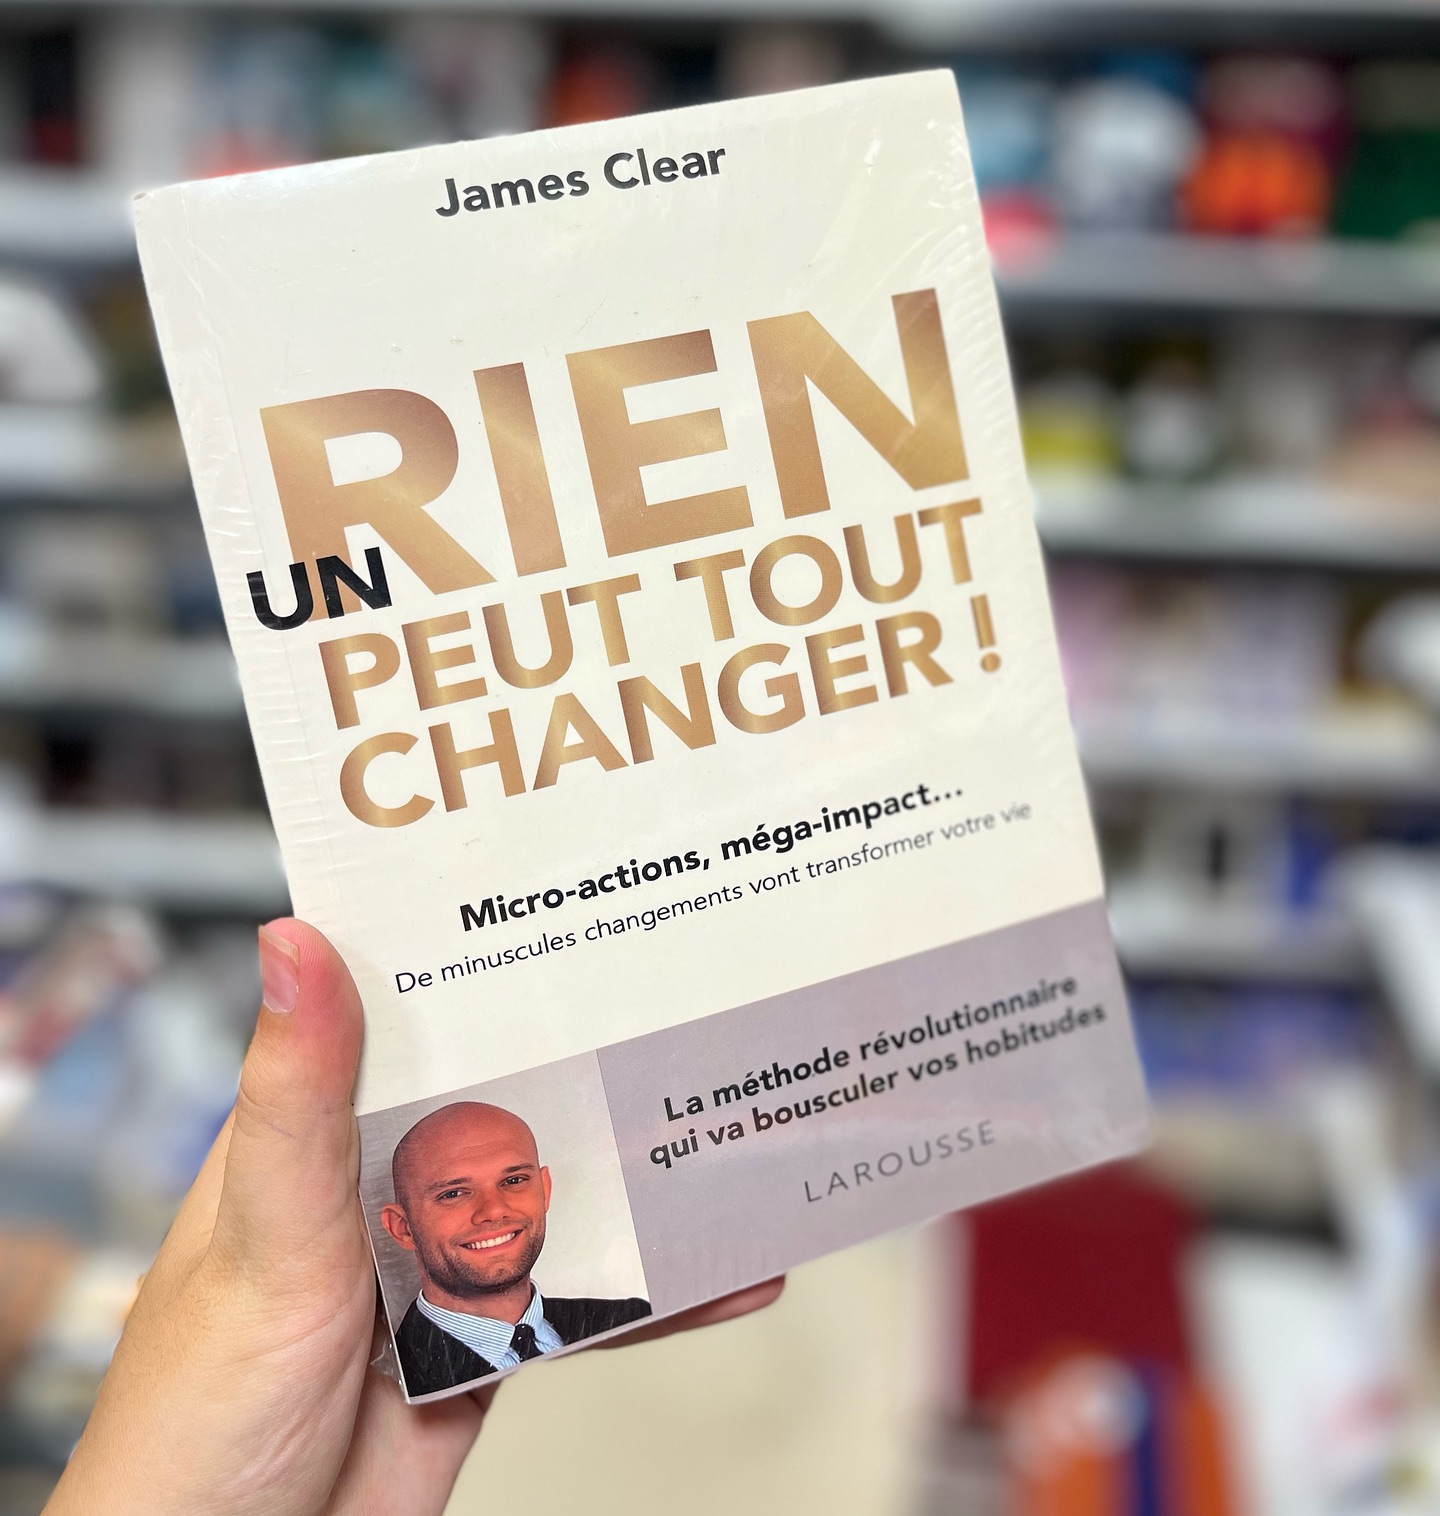 James Clear
RIEN
UN
PEUT TOUT
CHANGER !
Micro-actions, méga-impact...
De minuscules changements vont transformer votre vie
La méthode révolutionnaire
qui va bousculer vos hobitudes
LAROUSSE